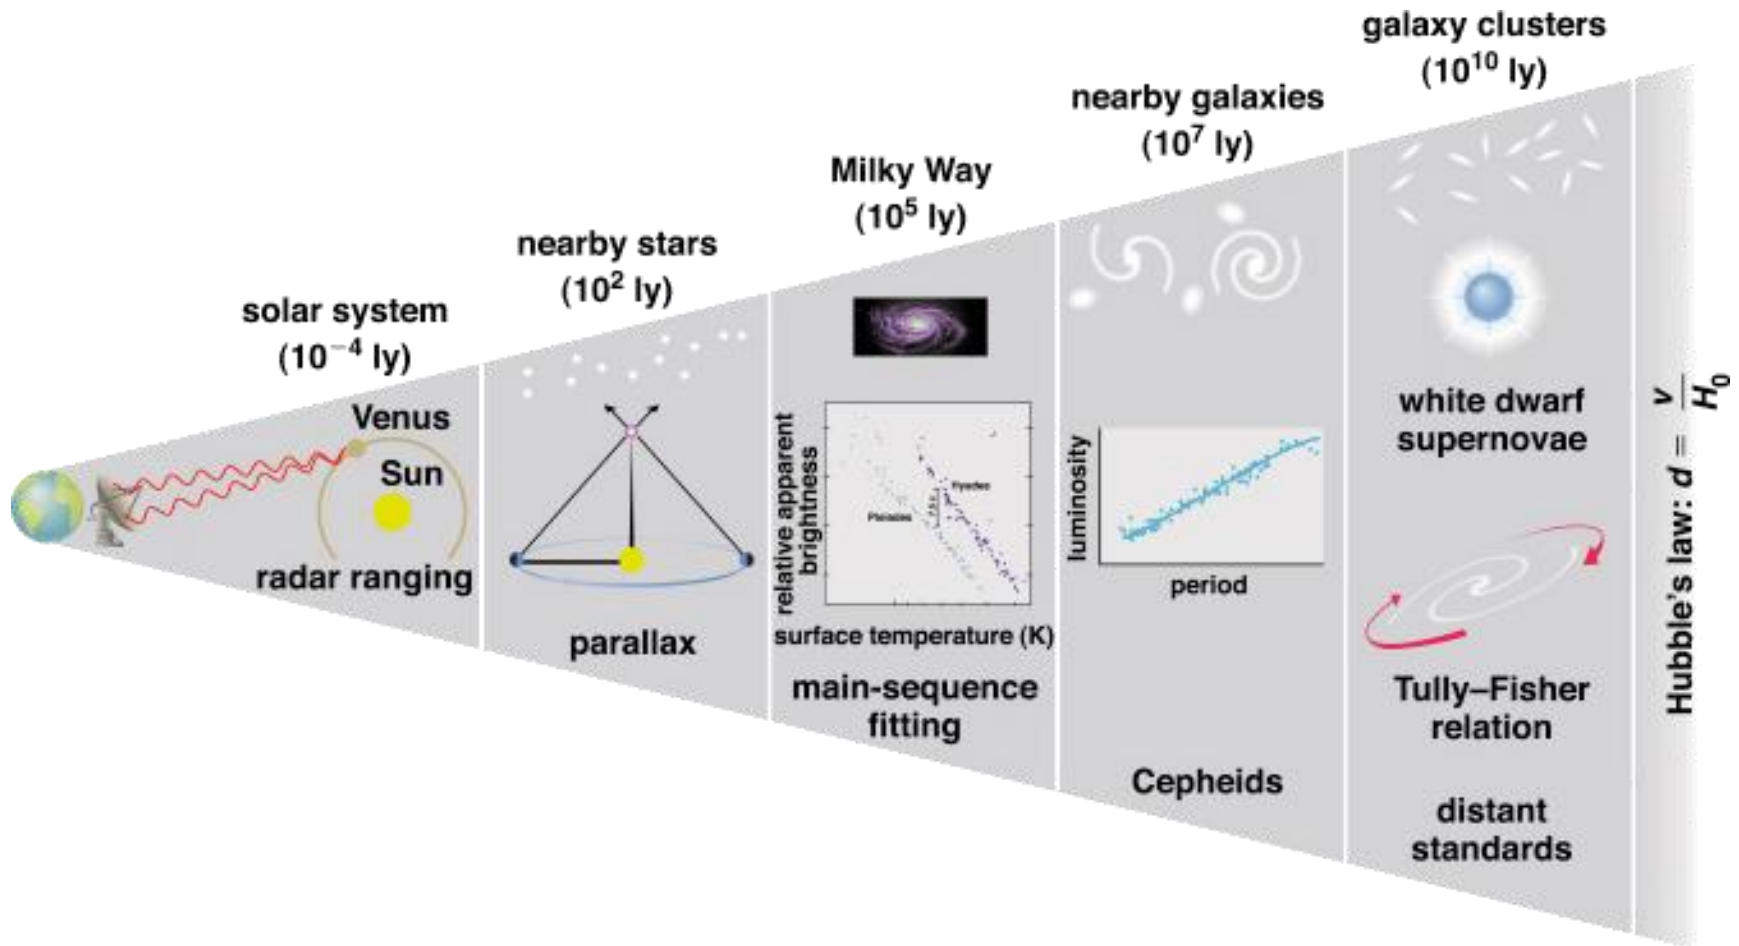 solar system
(10⁻⁴ ly)
Venus
Sun
radar ranging
nearby stars
(10² ly)
parallax
Milky Way
(10⁵ ly)
relative apparent
brightness
Pleiades
Hyades
surface temperature (K)
main-sequence
fitting
nearby galaxies
(10⁷ ly)
luminosity
period
Cepheids
galaxy clusters
(10¹⁰ ly)
white dwarf
supernovae
Tully–Fisher
relation
distant
standards
Hubble's law: d = v/H₀